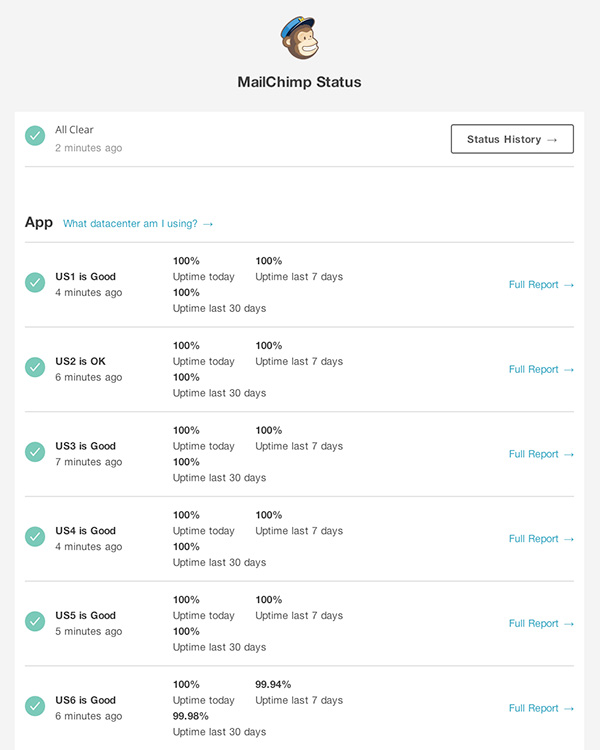 MailChimp Status
All Clear
2 minutes ago
Status History →
App What datacenter am I using? →
US1 is Good
4 minutes ago
100% 100%
Uptime today Uptime last 7 days
100%
Uptime last 30 days
Full Report →
US2 is OK
6 minutes ago
100% 100%
Uptime today Uptime last 7 days
100%
Uptime last 30 days
Full Report →
US3 is Good
7 minutes ago
100% 100%
Uptime today Uptime last 7 days
100%
Uptime last 30 days
Full Report →
US4 is Good
4 minutes ago
100% 100%
Uptime today Uptime last 7 days
100%
Uptime last 30 days
Full Report →
US5 is Good
5 minutes ago
100% 100%
Uptime today Uptime last 7 days
100%
Uptime last 30 days
Full Report →
US6 is Good
6 minutes ago
100% 99.94%
Uptime today Uptime last 7 days
99.98%
Uptime last 30 days
Full Report →